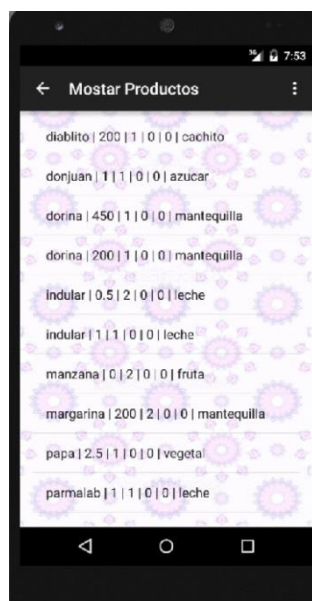 3G 7:53
Mostar Productos
diablito | 200 | 1 | 0 | 0 | cachito
donjuan | 1 | 1 | 0 | 0 | azucar
dorina | 450 | 1 | 0 | 0 | mantequilla
dorina | 200 | 1 | 0 | 0 | mantequilla
indular | 0.5 | 2 | 0 | 0 | leche
indular | 1 | 1 | 0 | 0 | leche
manzana | 0 | 2 | 0 | 0 | fruta
margarina | 200 | 2 | 0 | 0 | mantequilla
papa | 2.5 | 1 | 0 | 0 | vegetal
parmalab | 1 | 1 | 0 | 0 | leche